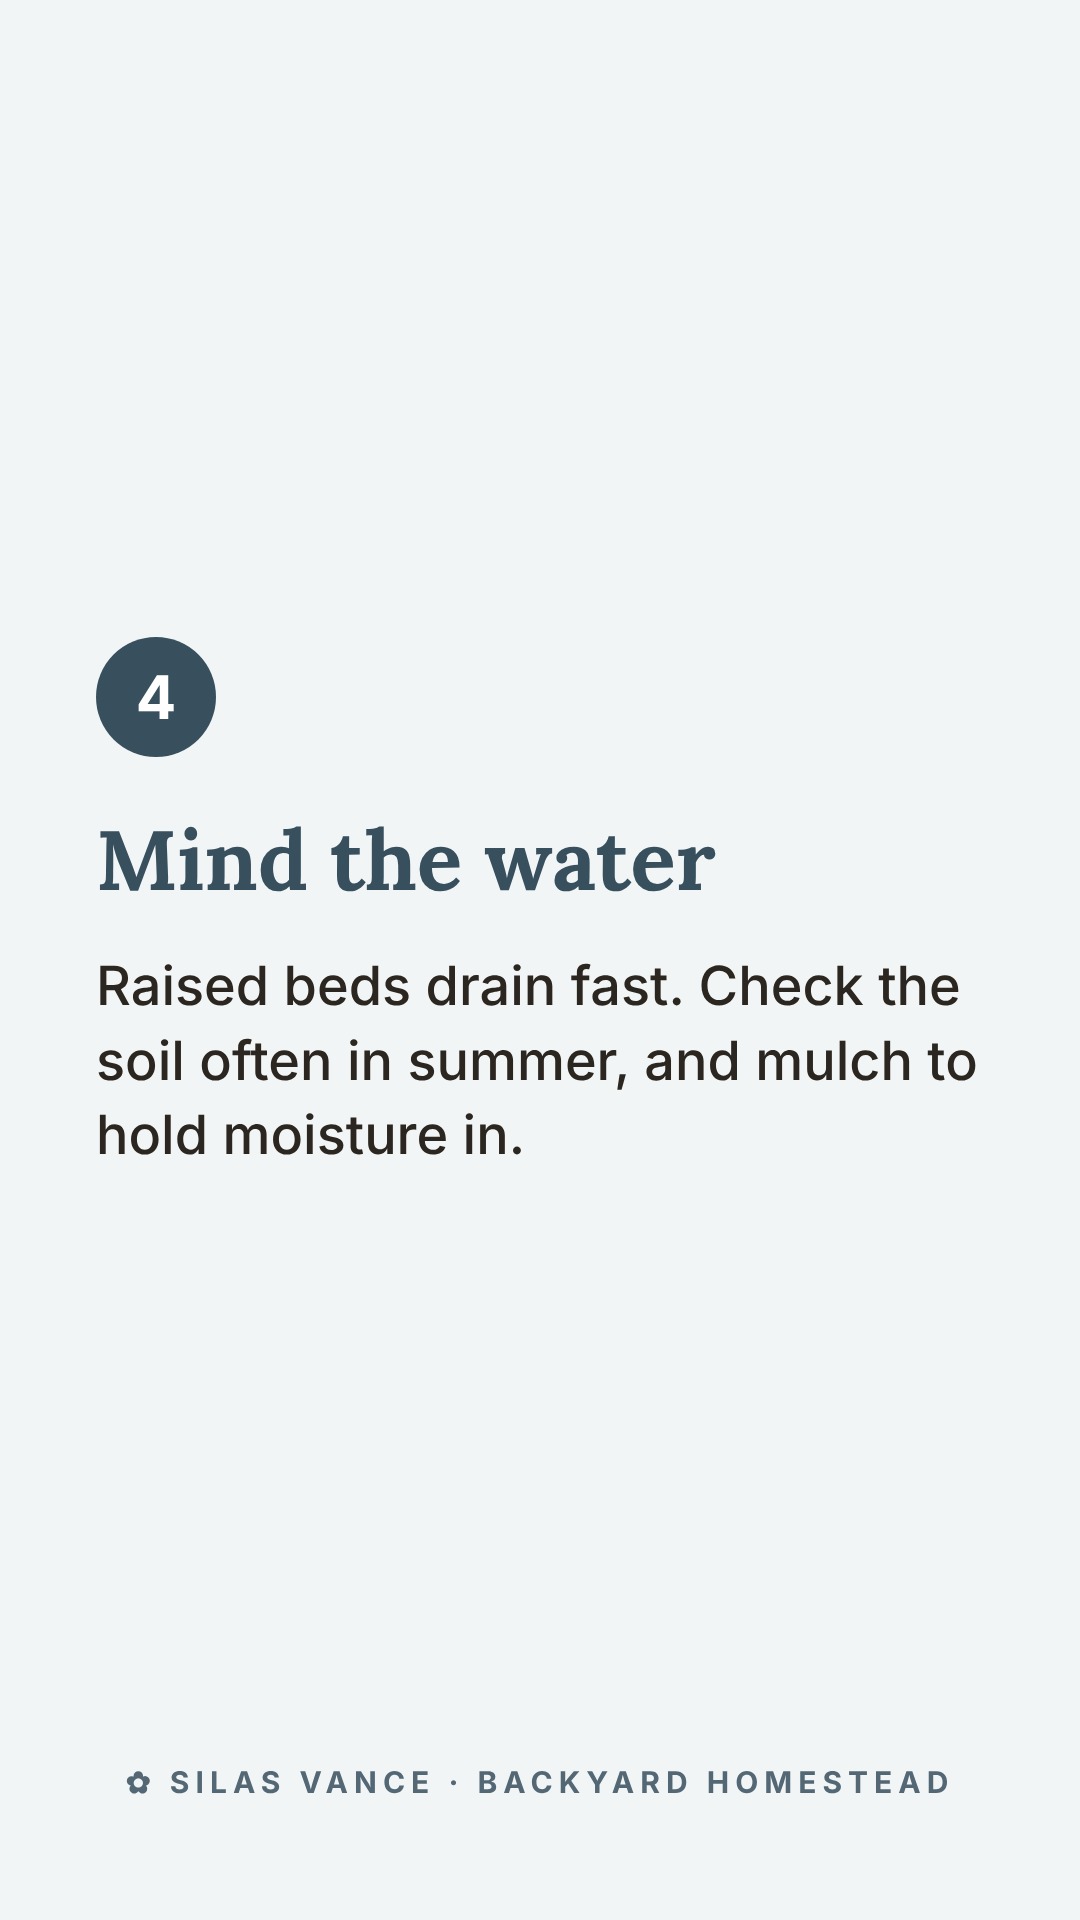 4
Mind the water
Raised beds drain fast. Check the
soil often in summer, and mulch to
hold moisture in.
✿ SILAS VANCE · BACKYARD HOMESTEAD